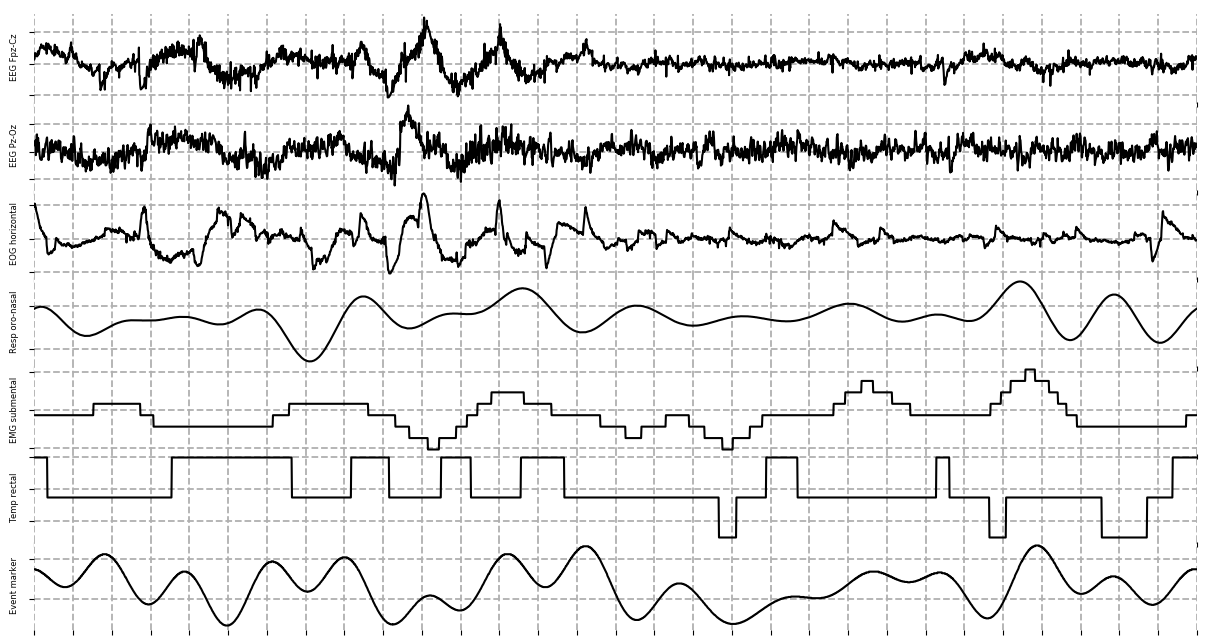 EEG Fpz-Cz
EEG Pz-Oz
EOG horizontal
Resp oro-nasal
EMG submental
Temp rectal
Event marker